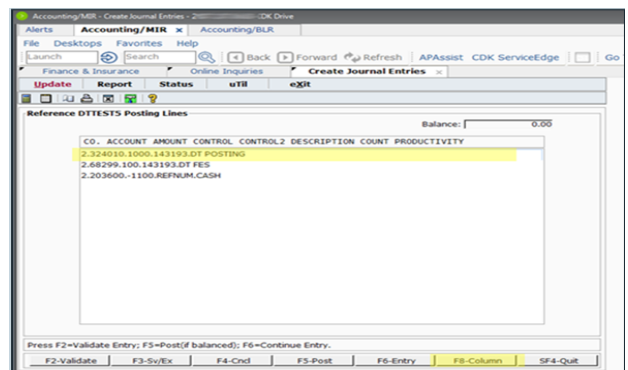 Accounting/MIR - Create Journal Entries - 2 CDK Drive
Alerts Accounting/MIR x Accounting/BLR
File Desktops Favorites Help
Launch Search Back Forward Refresh APAssist CDK ServiceEdge Go
Finance & Insurance Online Inquiries Create Journal Entries x
Update Report Status uTil eXit
Reference DTTEST5 Posting Lines
Balance: 0.00
CO. ACCOUNT AMOUNT CONTROL CONTROL2 DESCRIPTION COUNT PRODUCTIVITY
2.324010.1000.143193.DT POSTING
2.68299.100.143193.DT FES
2.203600.-1100.REFNUM.CASH
Press F2=Validate Entry; F5=Post(if balanced); F6=Continue Entry.
F2-Validate F3-Sv/Ex F4-Cncl F5-Post F6-Entry F8-Column SF4-Quit